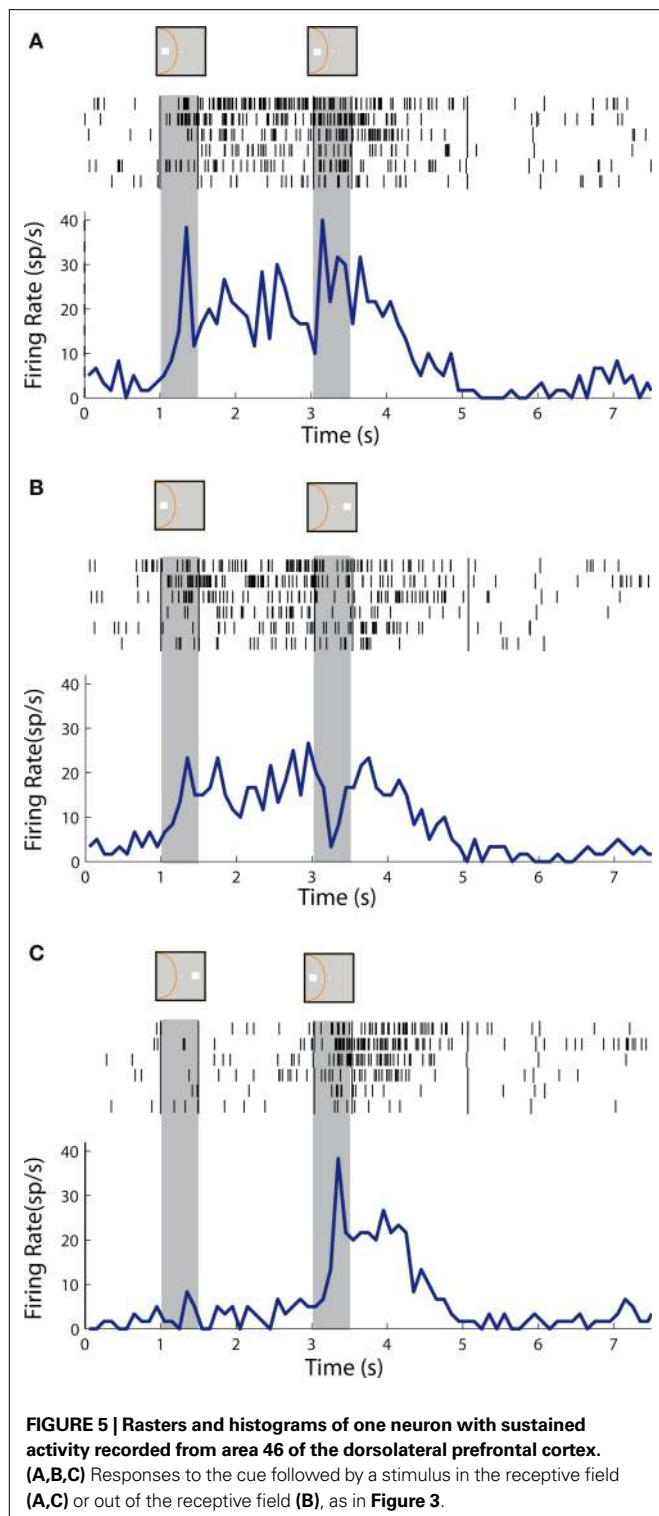 A
40
30
20
10
0
Firing Rate (sp/s)
0 1 2 3 4 5 6 7
Time (s)
B
40
30
20
10
0
Firing Rate(sp/s)
0 1 2 3 4 5 6 7
Time (s)
C
40
30
20
10
0
Firing Rate(sp/s)
0 1 2 3 4 5 6 7
Time (s)
FIGURE 5 | Rasters and histograms of one neuron with sustained
activity recorded from area 46 of the dorsolateral prefrontal cortex.
(A,B,C) Responses to the cue followed by a stimulus in the receptive field
(A,C) or out of the receptive field (B), as in Figure 3.